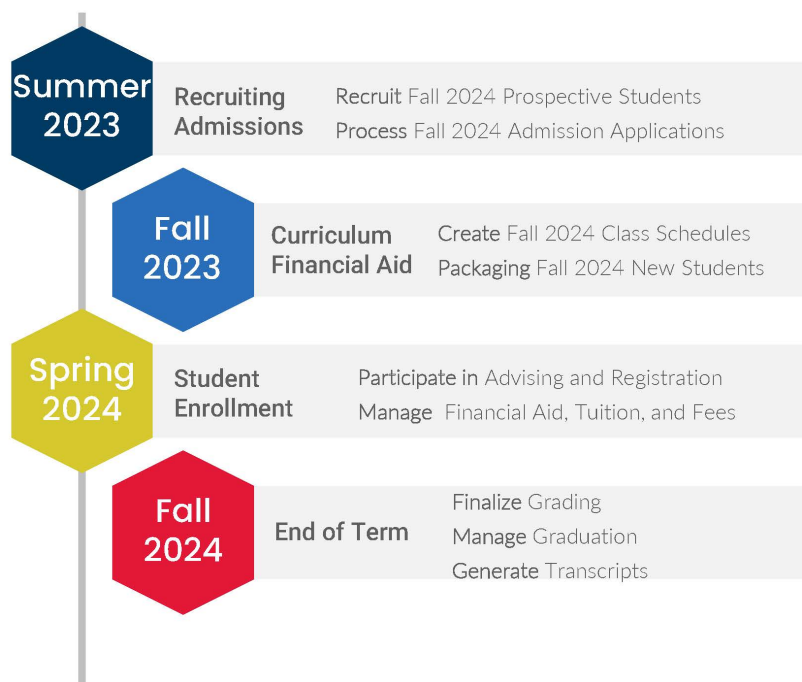 Summer
2023
Recruiting
Admissions
Recruit Fall 2024 Prospective Students
Process Fall 2024 Admission Applications
Fall
2023
Curriculum
Financial Aid
Create Fall 2024 Class Schedules
Packaging Fall 2024 New Students
Spring
2024
Student
Enrollment
Participate in Advising and Registration
Manage Financial Aid, Tuition, and Fees
Fall
2024
End of Term
Finalize Grading
Manage Graduation
Generate Transcripts